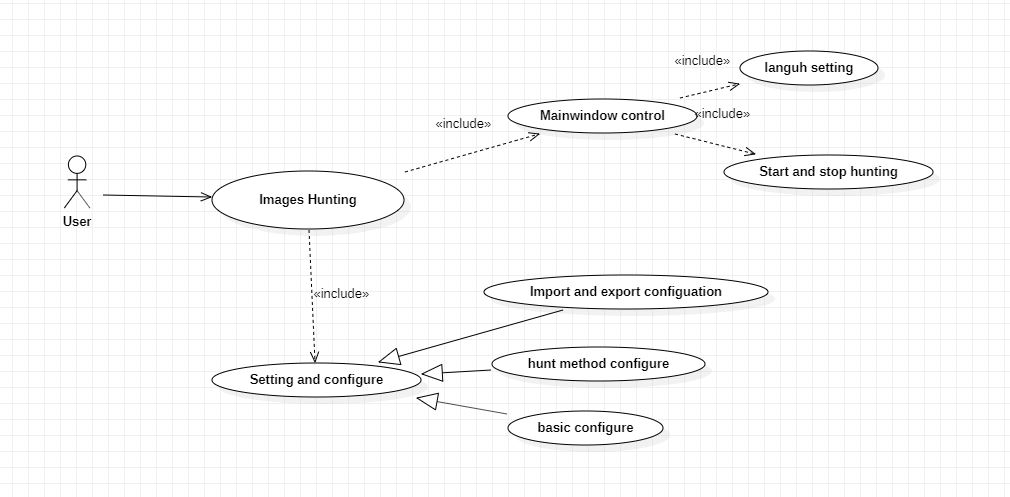 «include»
languh setting
Mainwindow control
«include»
«include»
Start and stop hunting
Images Hunting
User
«include»
Import and export configuation
hunt method configure
Setting and configure
basic configure